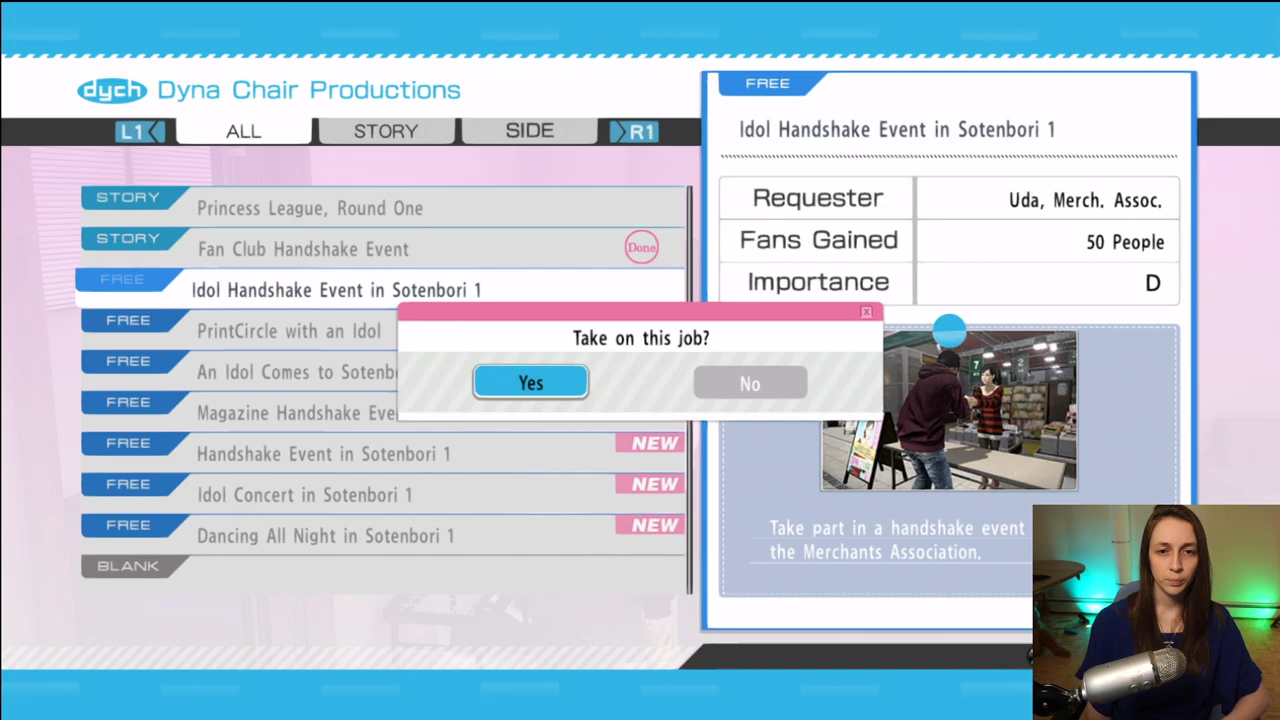 dych Dyna Chair Productions
L1 ALL STORY SIDE R1
STORY Princess League, Round One
STORY Fan Club Handshake Event Done
FREE Idol Handshake Event in Sotenbori 1
FREE PrintCircle with an Idol
FREE An Idol Comes to Sotenb
FREE Magazine Handshake Eve
FREE Handshake Event in Sotenbori 1 NEW
FREE Idol Concert in Sotenbori 1 NEW
FREE Dancing All Night in Sotenbori 1 NEW
BLANK
Take on this job?
Yes No
FREE
Idol Handshake Event in Sotenbori 1
Requester Uda, Merch. Assoc.
Fans Gained 50 People
Importance D
Take part in a handshake event
the Merchants Association.